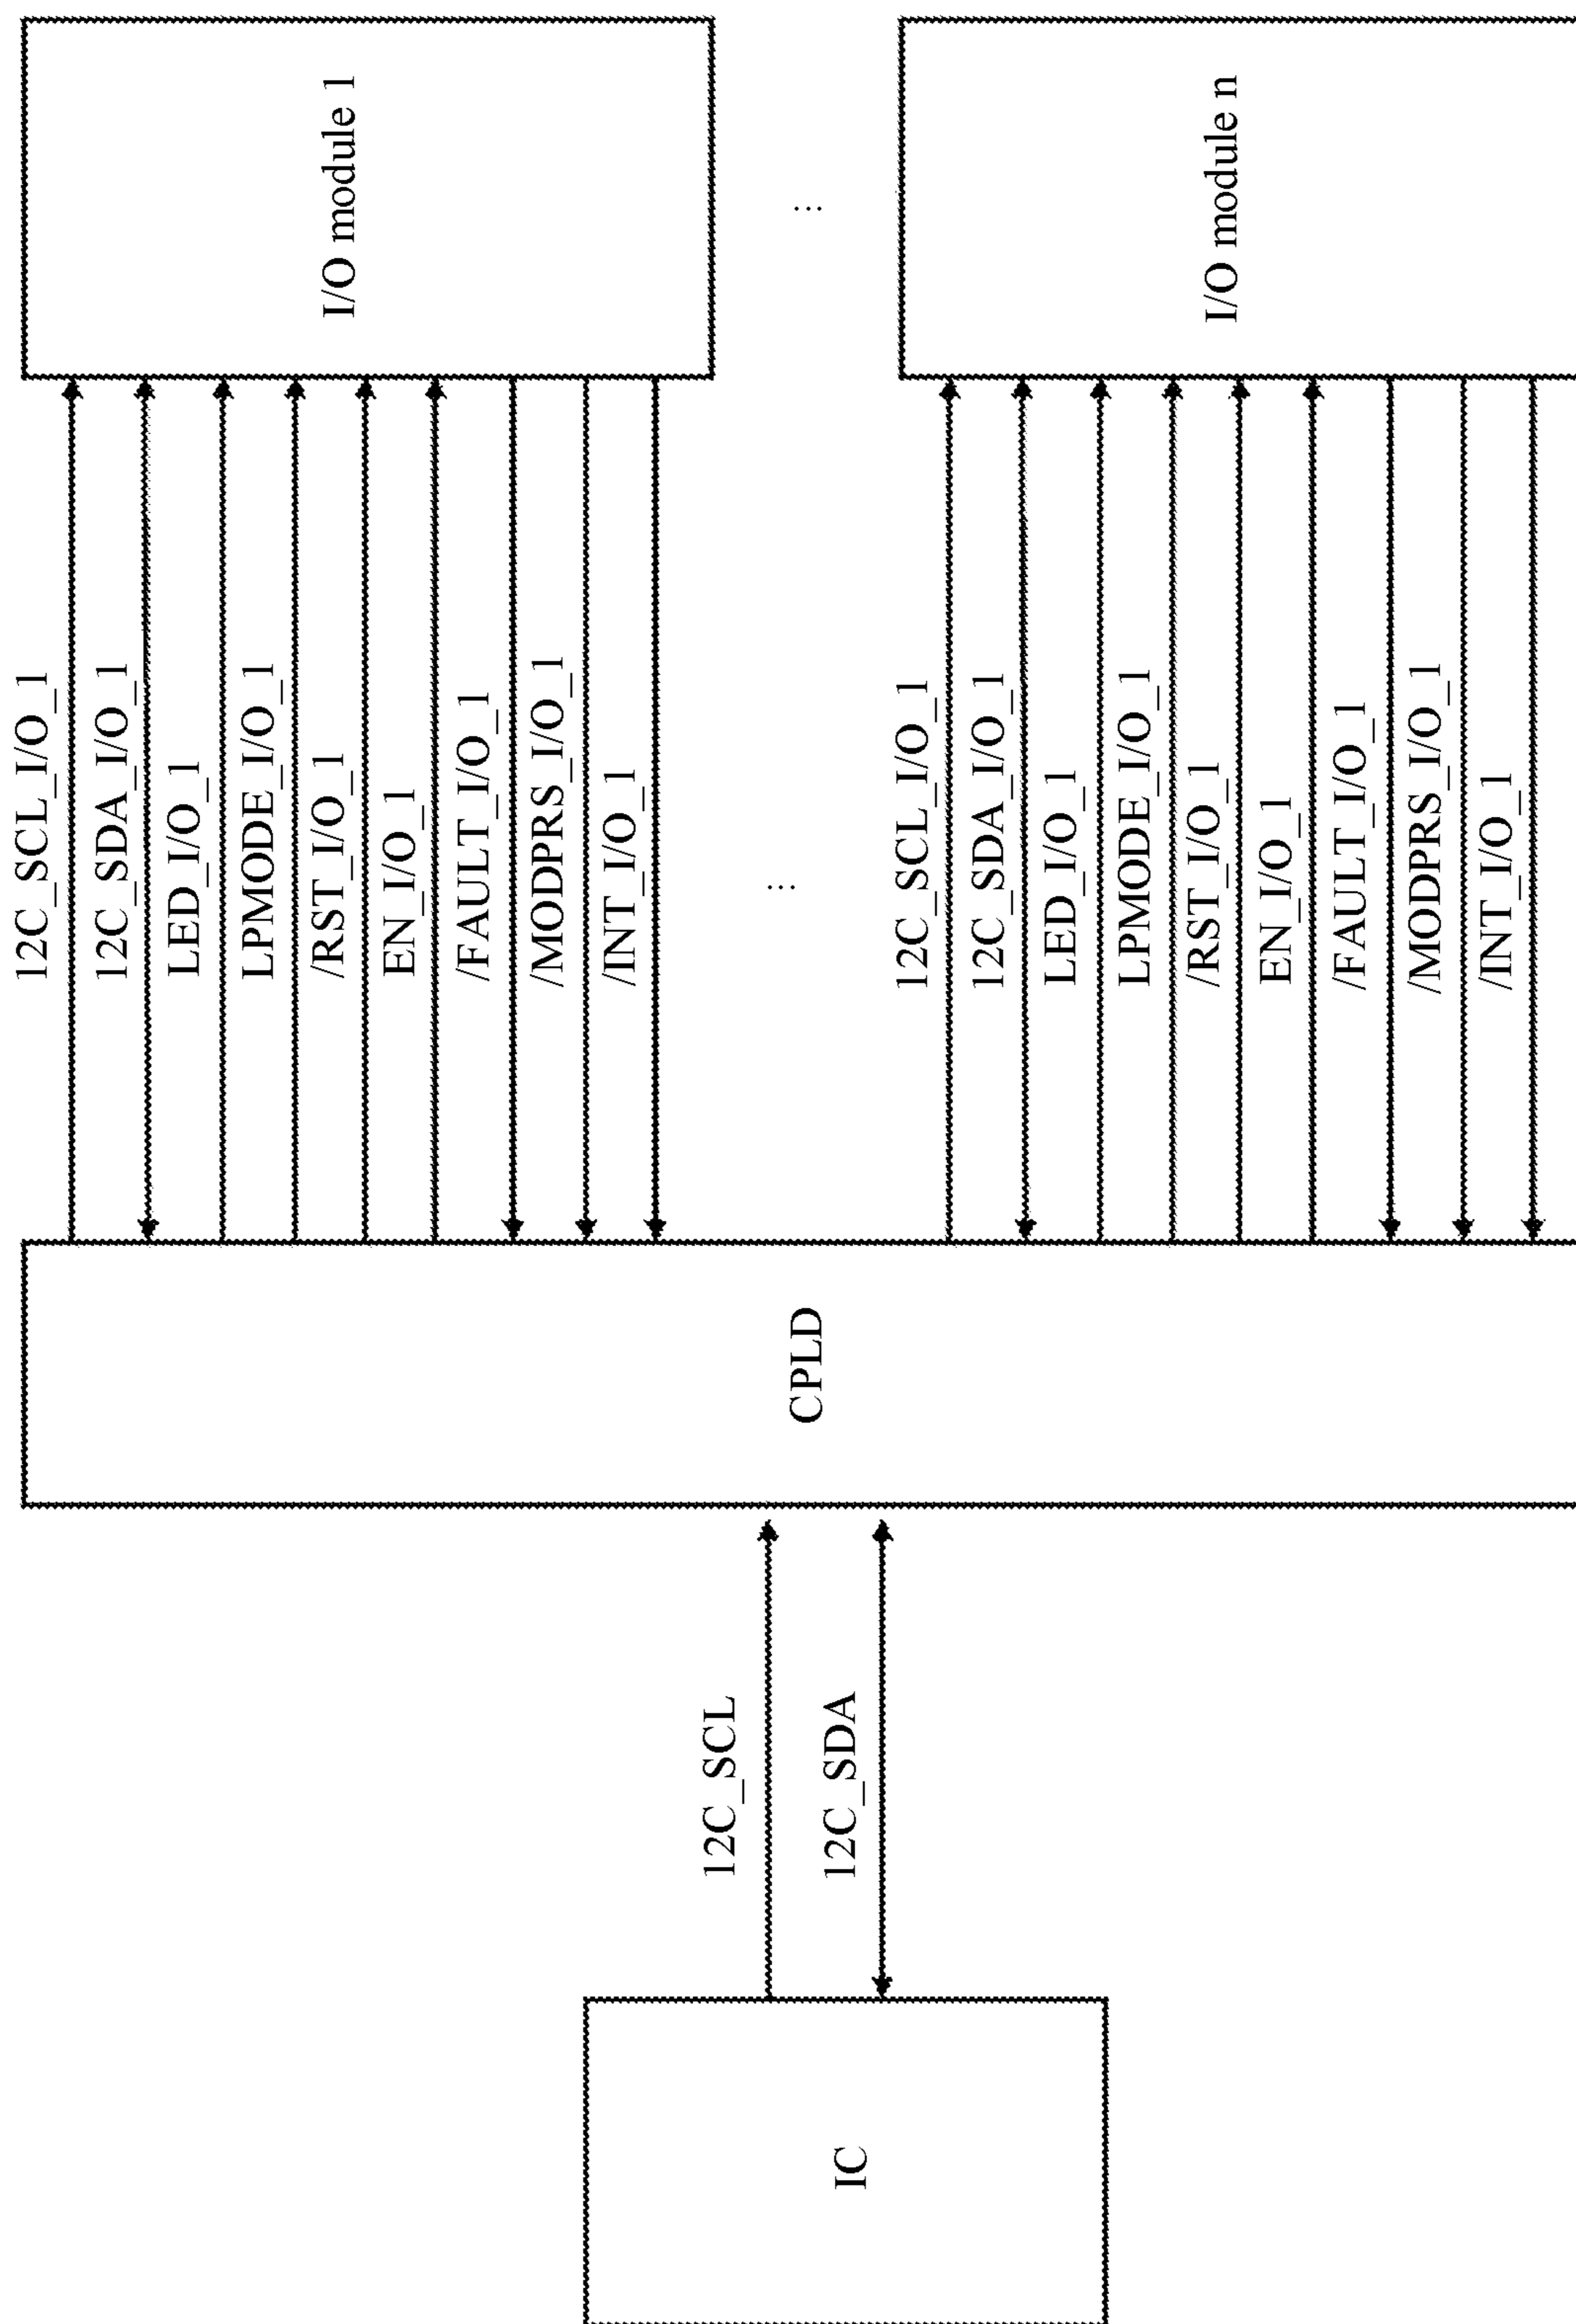 IC
12C_SCL
12C_SDA
CPLD
12C_SCL_I/O_1
12C_SDA_I/O_1
LED_I/O_1
LPMODE_I/O_1
/RST_I/O_1
EN_I/O_1
/FAULT_I/O_1
/MODPRS_I/O_1
/INT_I/O_1
I/O module 1
...
...
12C_SCL_I/O_1
12C_SDA_I/O_1
LED_I/O_1
LPMODE_I/O_1
/RST_I/O_1
EN_I/O_1
/FAULT_I/O_1
/MODPRS_I/O_1
/INT_I/O_1
I/O module n